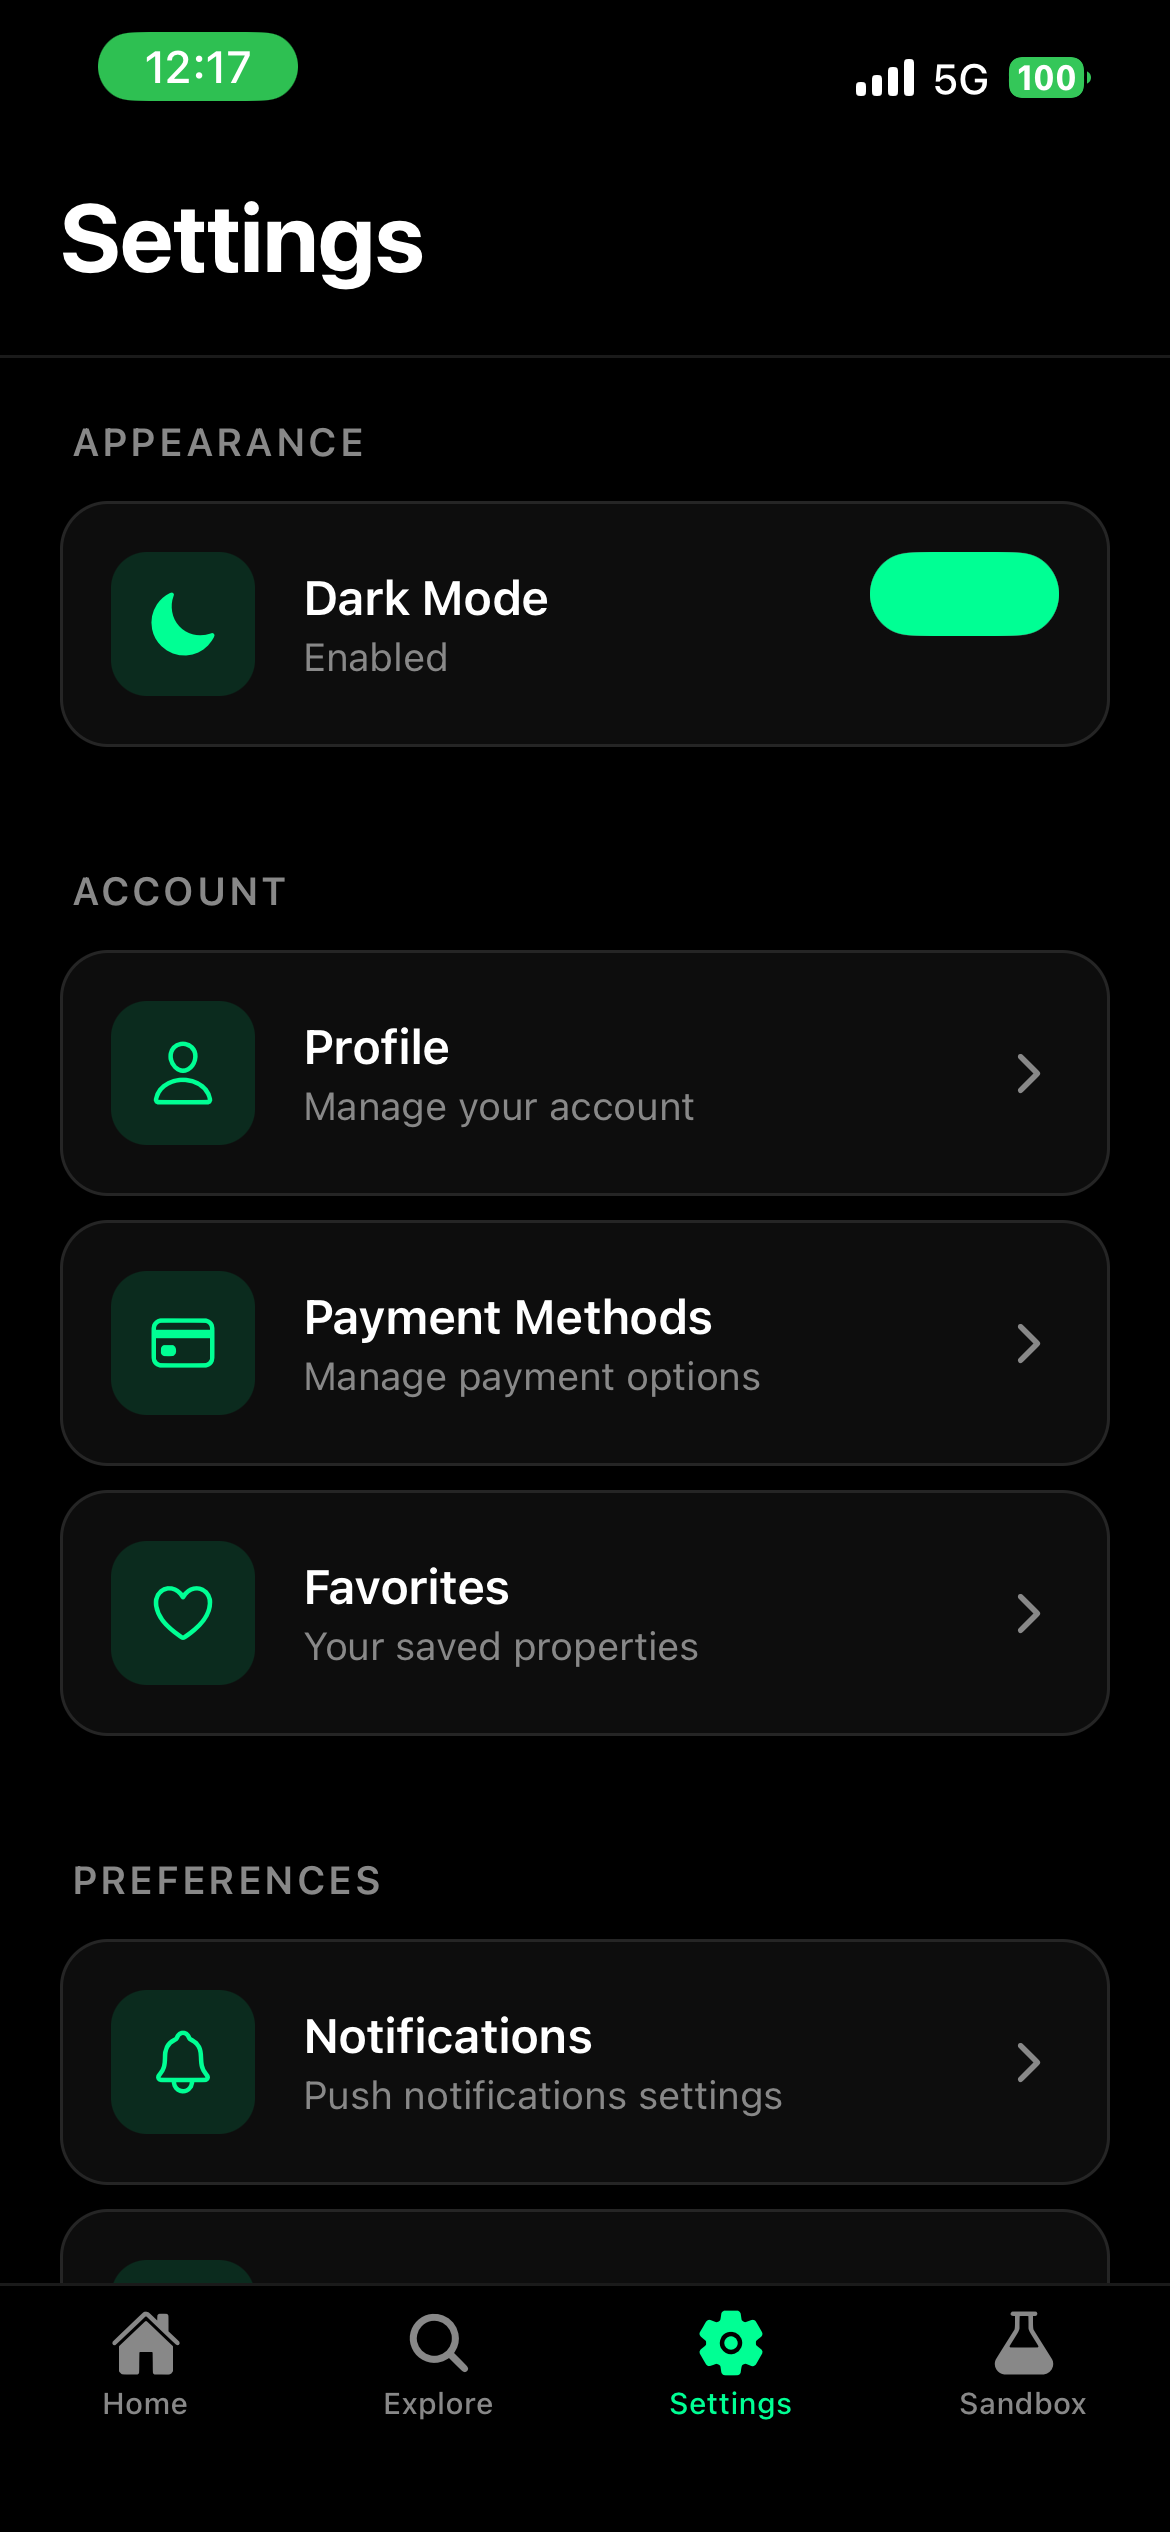 12:17
5G
100
Settings
APPEARANCE
Dark Mode
Enabled
ACCOUNT
Profile
Manage your account
Payment Methods
Manage payment options
Favorites
Your saved properties
PREFERENCES
Notifications
Push notifications settings
Home
Explore
Settings
Sandbox